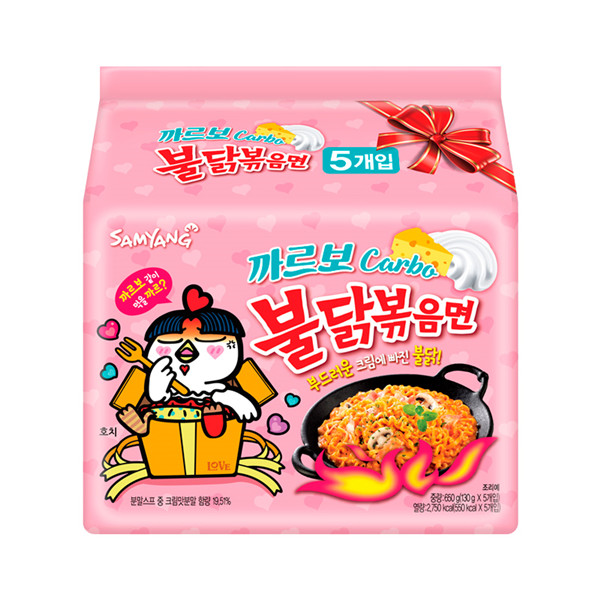 까르보 Carbo
불닭볶음면
5개입
SAMYANG
까르보 Carbo
불닭볶음면
까르보 같이
먹을까르?
부드러운 크림에 빠진 불닭!
호치
LOVE
분말스프 중 크림맛분말 함량 19.51%
조리예
중량:650 g(130 g X 5개입)
열량:2,750 kcal(550 kcal X 5개입)